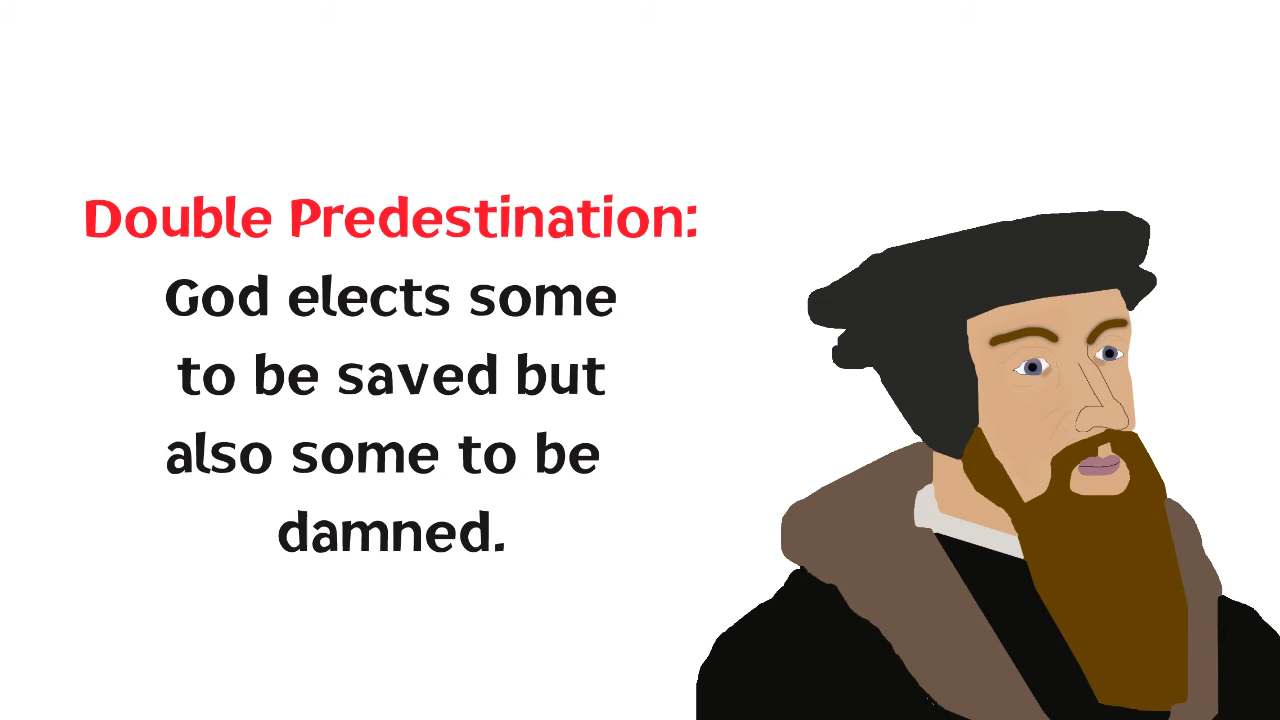 Double Predestination:
God elects some
to be saved but
also some to be
damned.